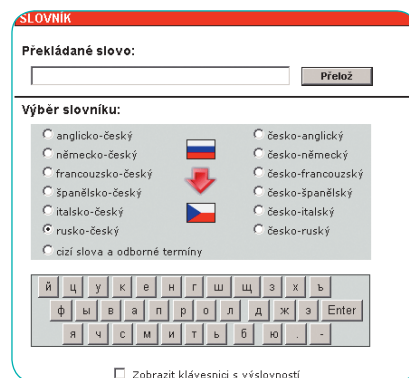 SLOVNÍK
Překládané slovo:
Přelož
Výběr slovníku:
anglicko-český česko-anglický
německo-český česko-německý
francouzsko-český česko-francouzský
španělsko-český česko-španělský
italsko-český česko-italský
rusko-český česko-ruský
cizí slova a odborné termíny
й ц у к е н г ш щ з х ъ
ф ы в а п р о л д ж э Enter
я ч с м и т ь б ю . -
Zobrazit klávesnici s výslovností